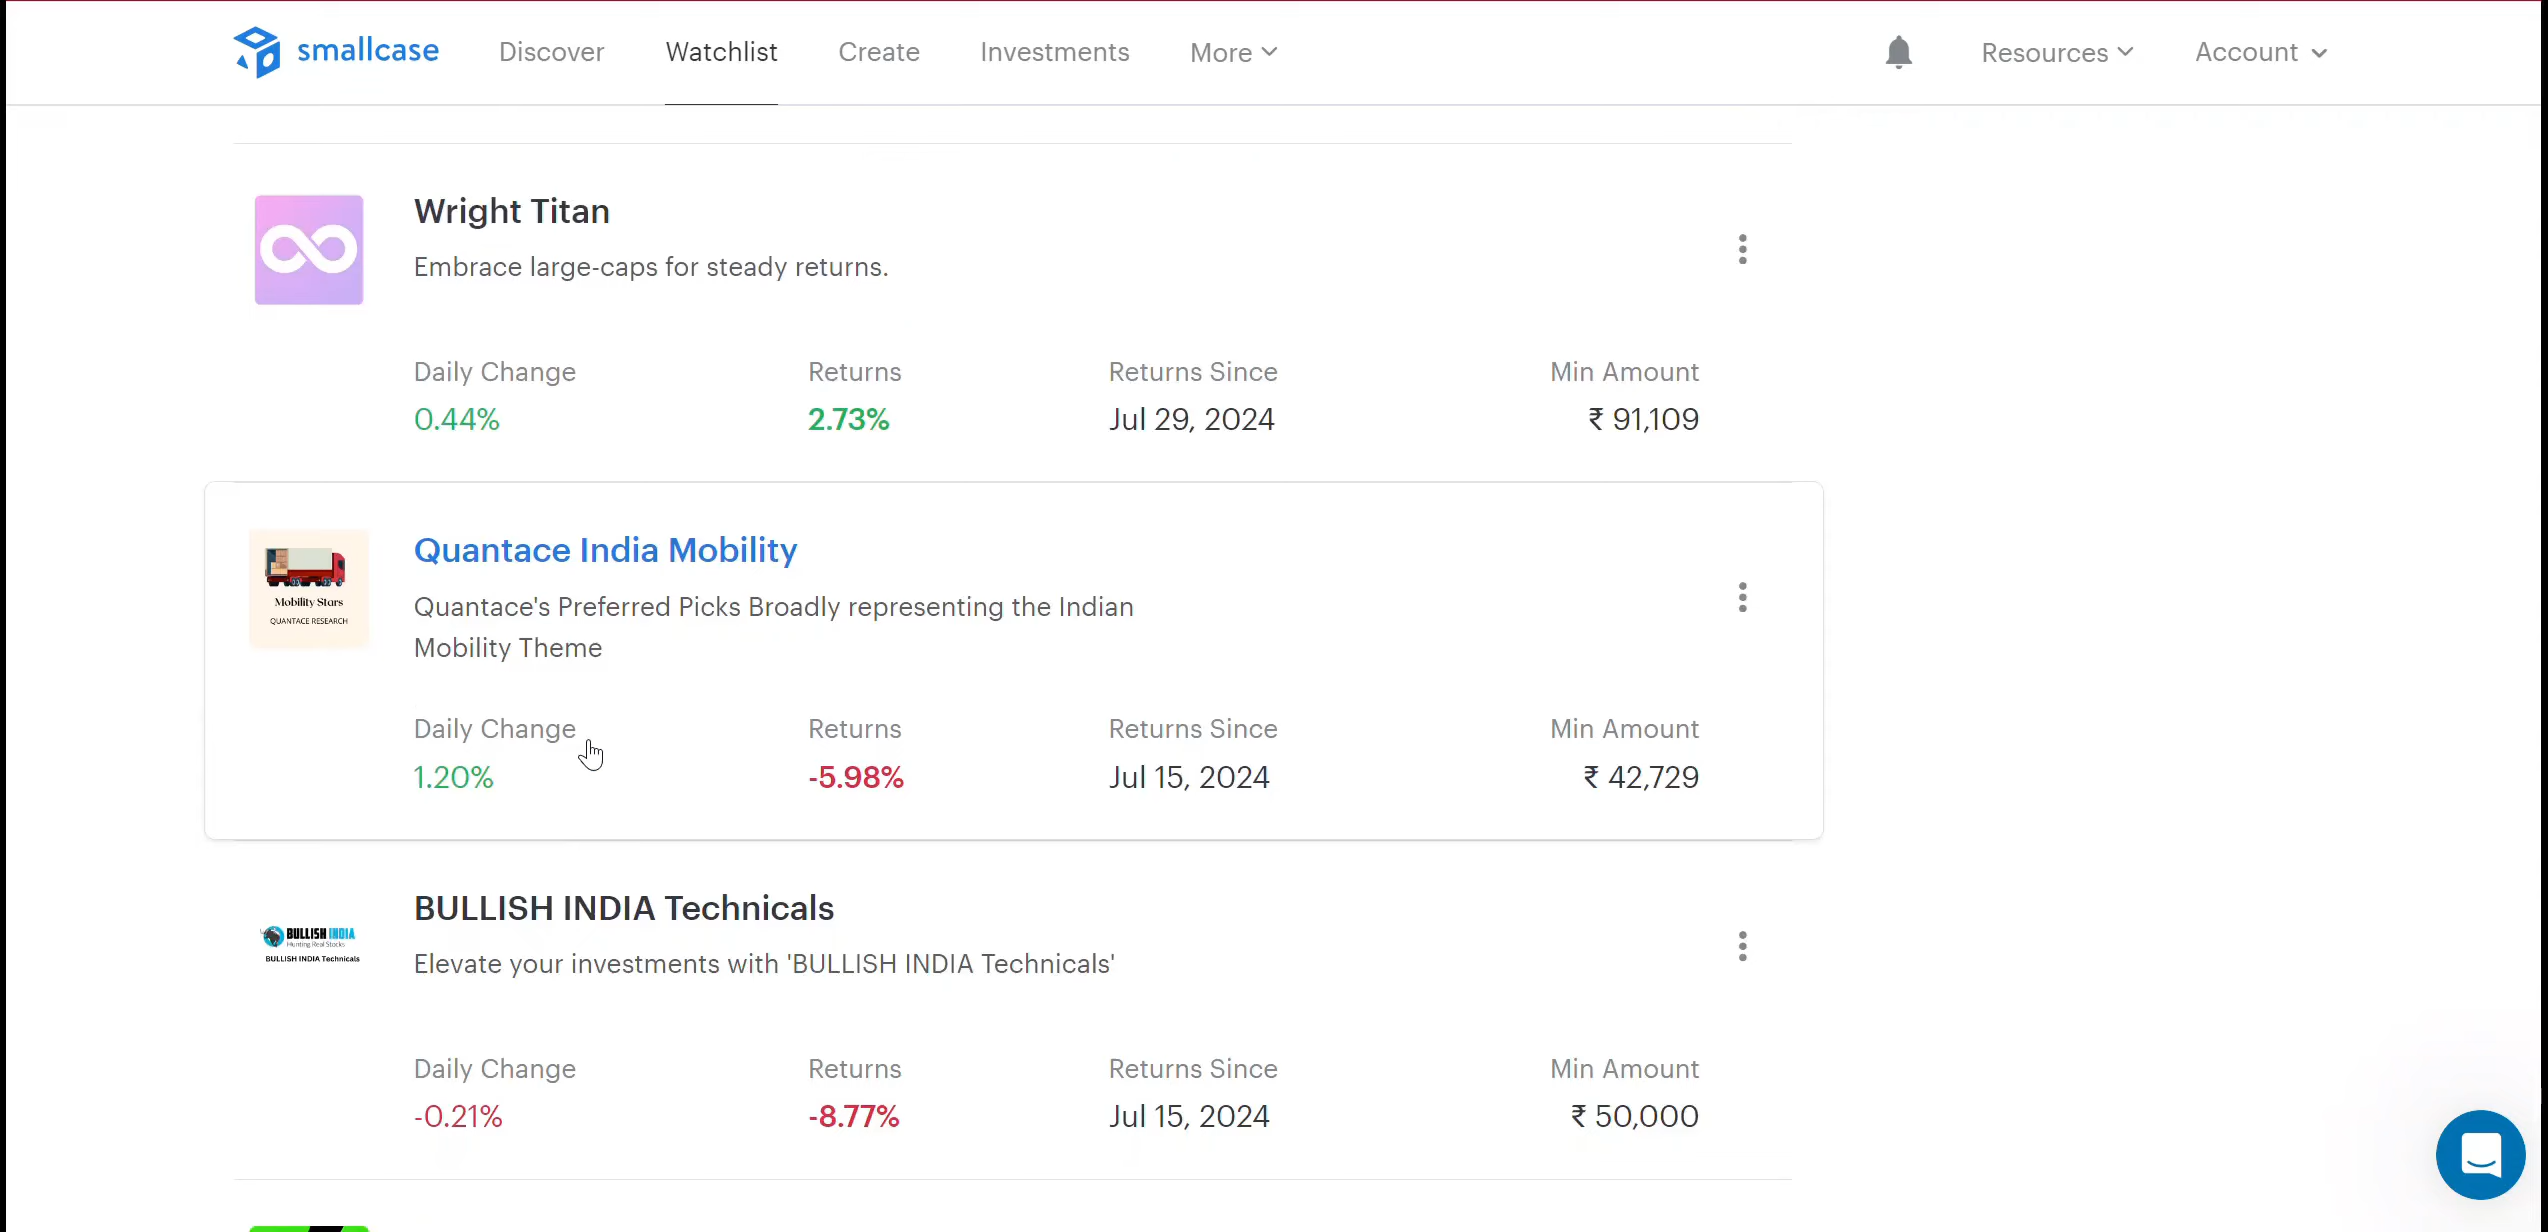 smallcase Discover Watchlist Create Investments More Resources Account
Wright Titan
Embrace large-caps for steady returns.
Daily Change Returns Returns Since Min Amount
0.44% 2.73% Jul 29, 2024 ₹ 91,109
Mobility Stars
QUANTACE RESEARCH
Quantace India Mobility
Quantace's Preferred Picks Broadly representing the Indian
Mobility Theme
Daily Change Returns Returns Since Min Amount
1.20% -5.98% Jul 15, 2024 ₹ 42,729
BULLISH INDIA
Hunting Real Stocks
BULLISH INDIA Technicals
BULLISH INDIA Technicals
Elevate your investments with 'BULLISH INDIA Technicals'
Daily Change Returns Returns Since Min Amount
-0.21% -8.77% Jul 15, 2024 ₹ 50,000